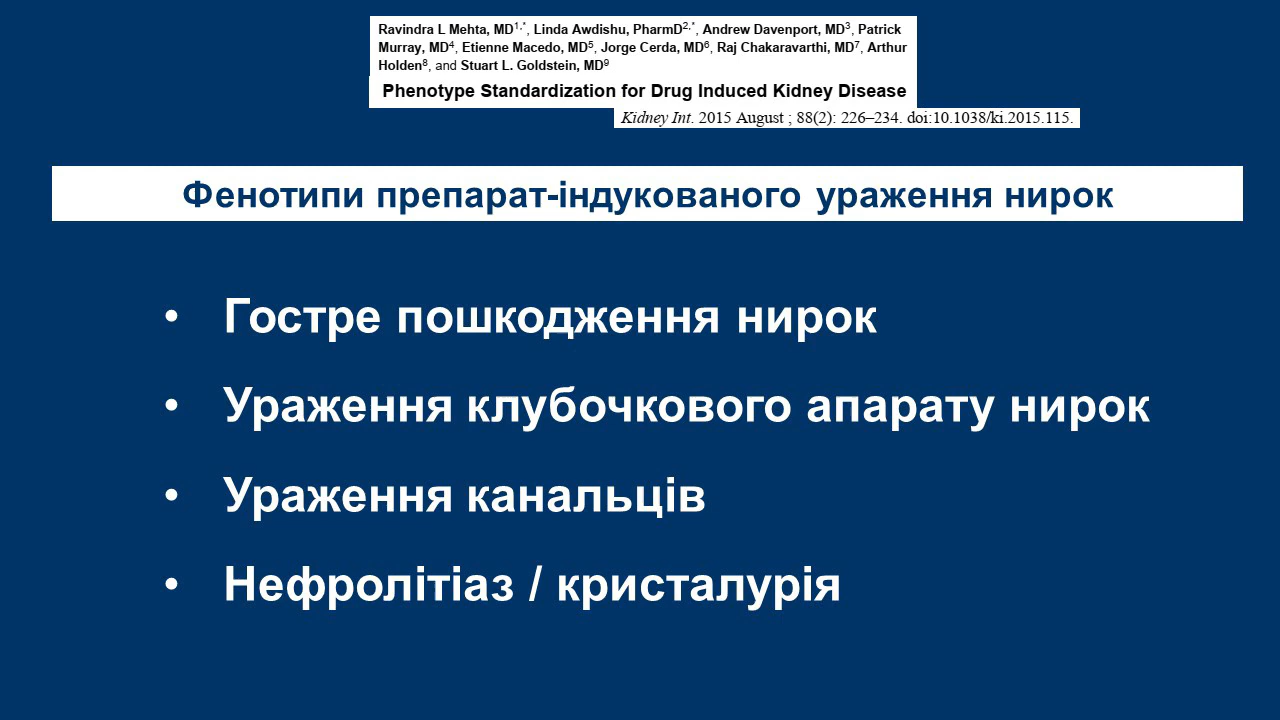 Ravindra L Mehta, MD1,*, Linda Awdishu, PharmD2,*, Andrew Davenport, MD3, Patrick
Murray, MD4, Etienne Macedo, MD5, Jorge Cerda, MD6, Raj Chakaravarthi, MD7, Arthur
Holden8, and Stuart L. Goldstein, MD9
Phenotype Standardization for Drug Induced Kidney Disease
Kidney Int. 2015 August ; 88(2): 226–234. doi:10.1038/ki.2015.115.
Фенотипи препарат-індукованого ураження нирок
• Гостре пошкодження нирок
• Ураження клубочкового апарату нирок
• Ураження канальців
• Нефролітіаз / кристалурія